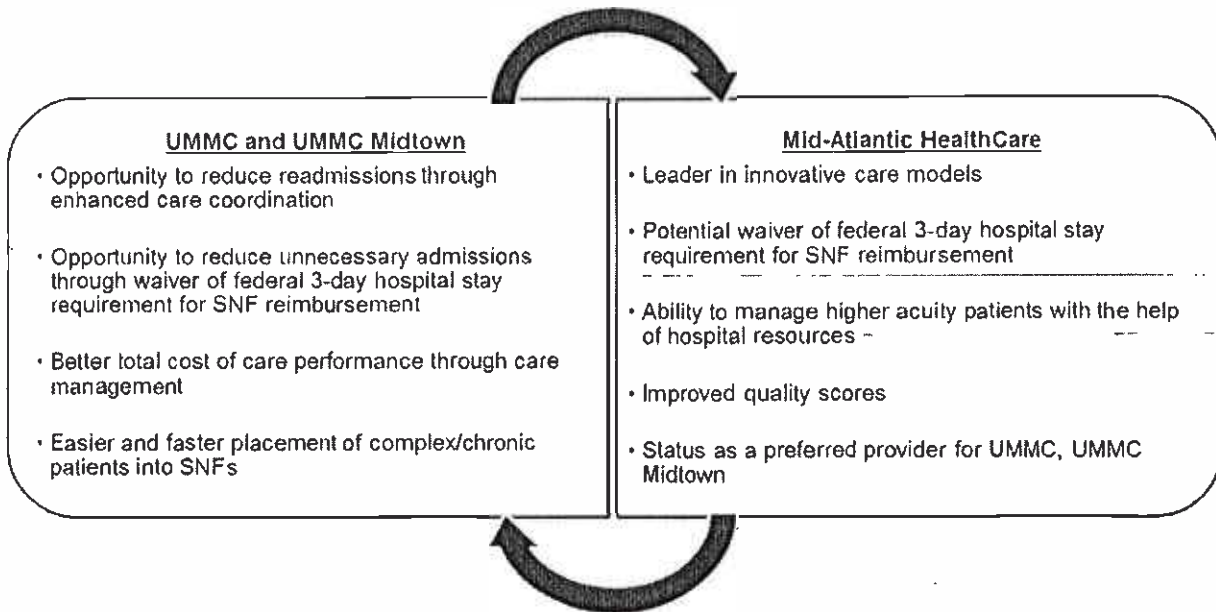 UMMC and UMMC Midtown
• Opportunity to reduce readmissions through
enhanced care coordination
• Opportunity to reduce unnecessary admissions
through waiver of federal 3-day hospital stay
requirement for SNF reimbursement
• Better total cost of care performance through care
management
• Easier and faster placement of complex/chronic
patients into SNFs
Mid-Atlantic HealthCare
• Leader in innovative care models
• Potential waiver of federal 3-day hospital stay
requirement for SNF reimbursement
• Ability to manage higher acuity patients with the help
of hospital resources
• Improved quality scores
• Status as a preferred provider for UMMC, UMMC
Midtown